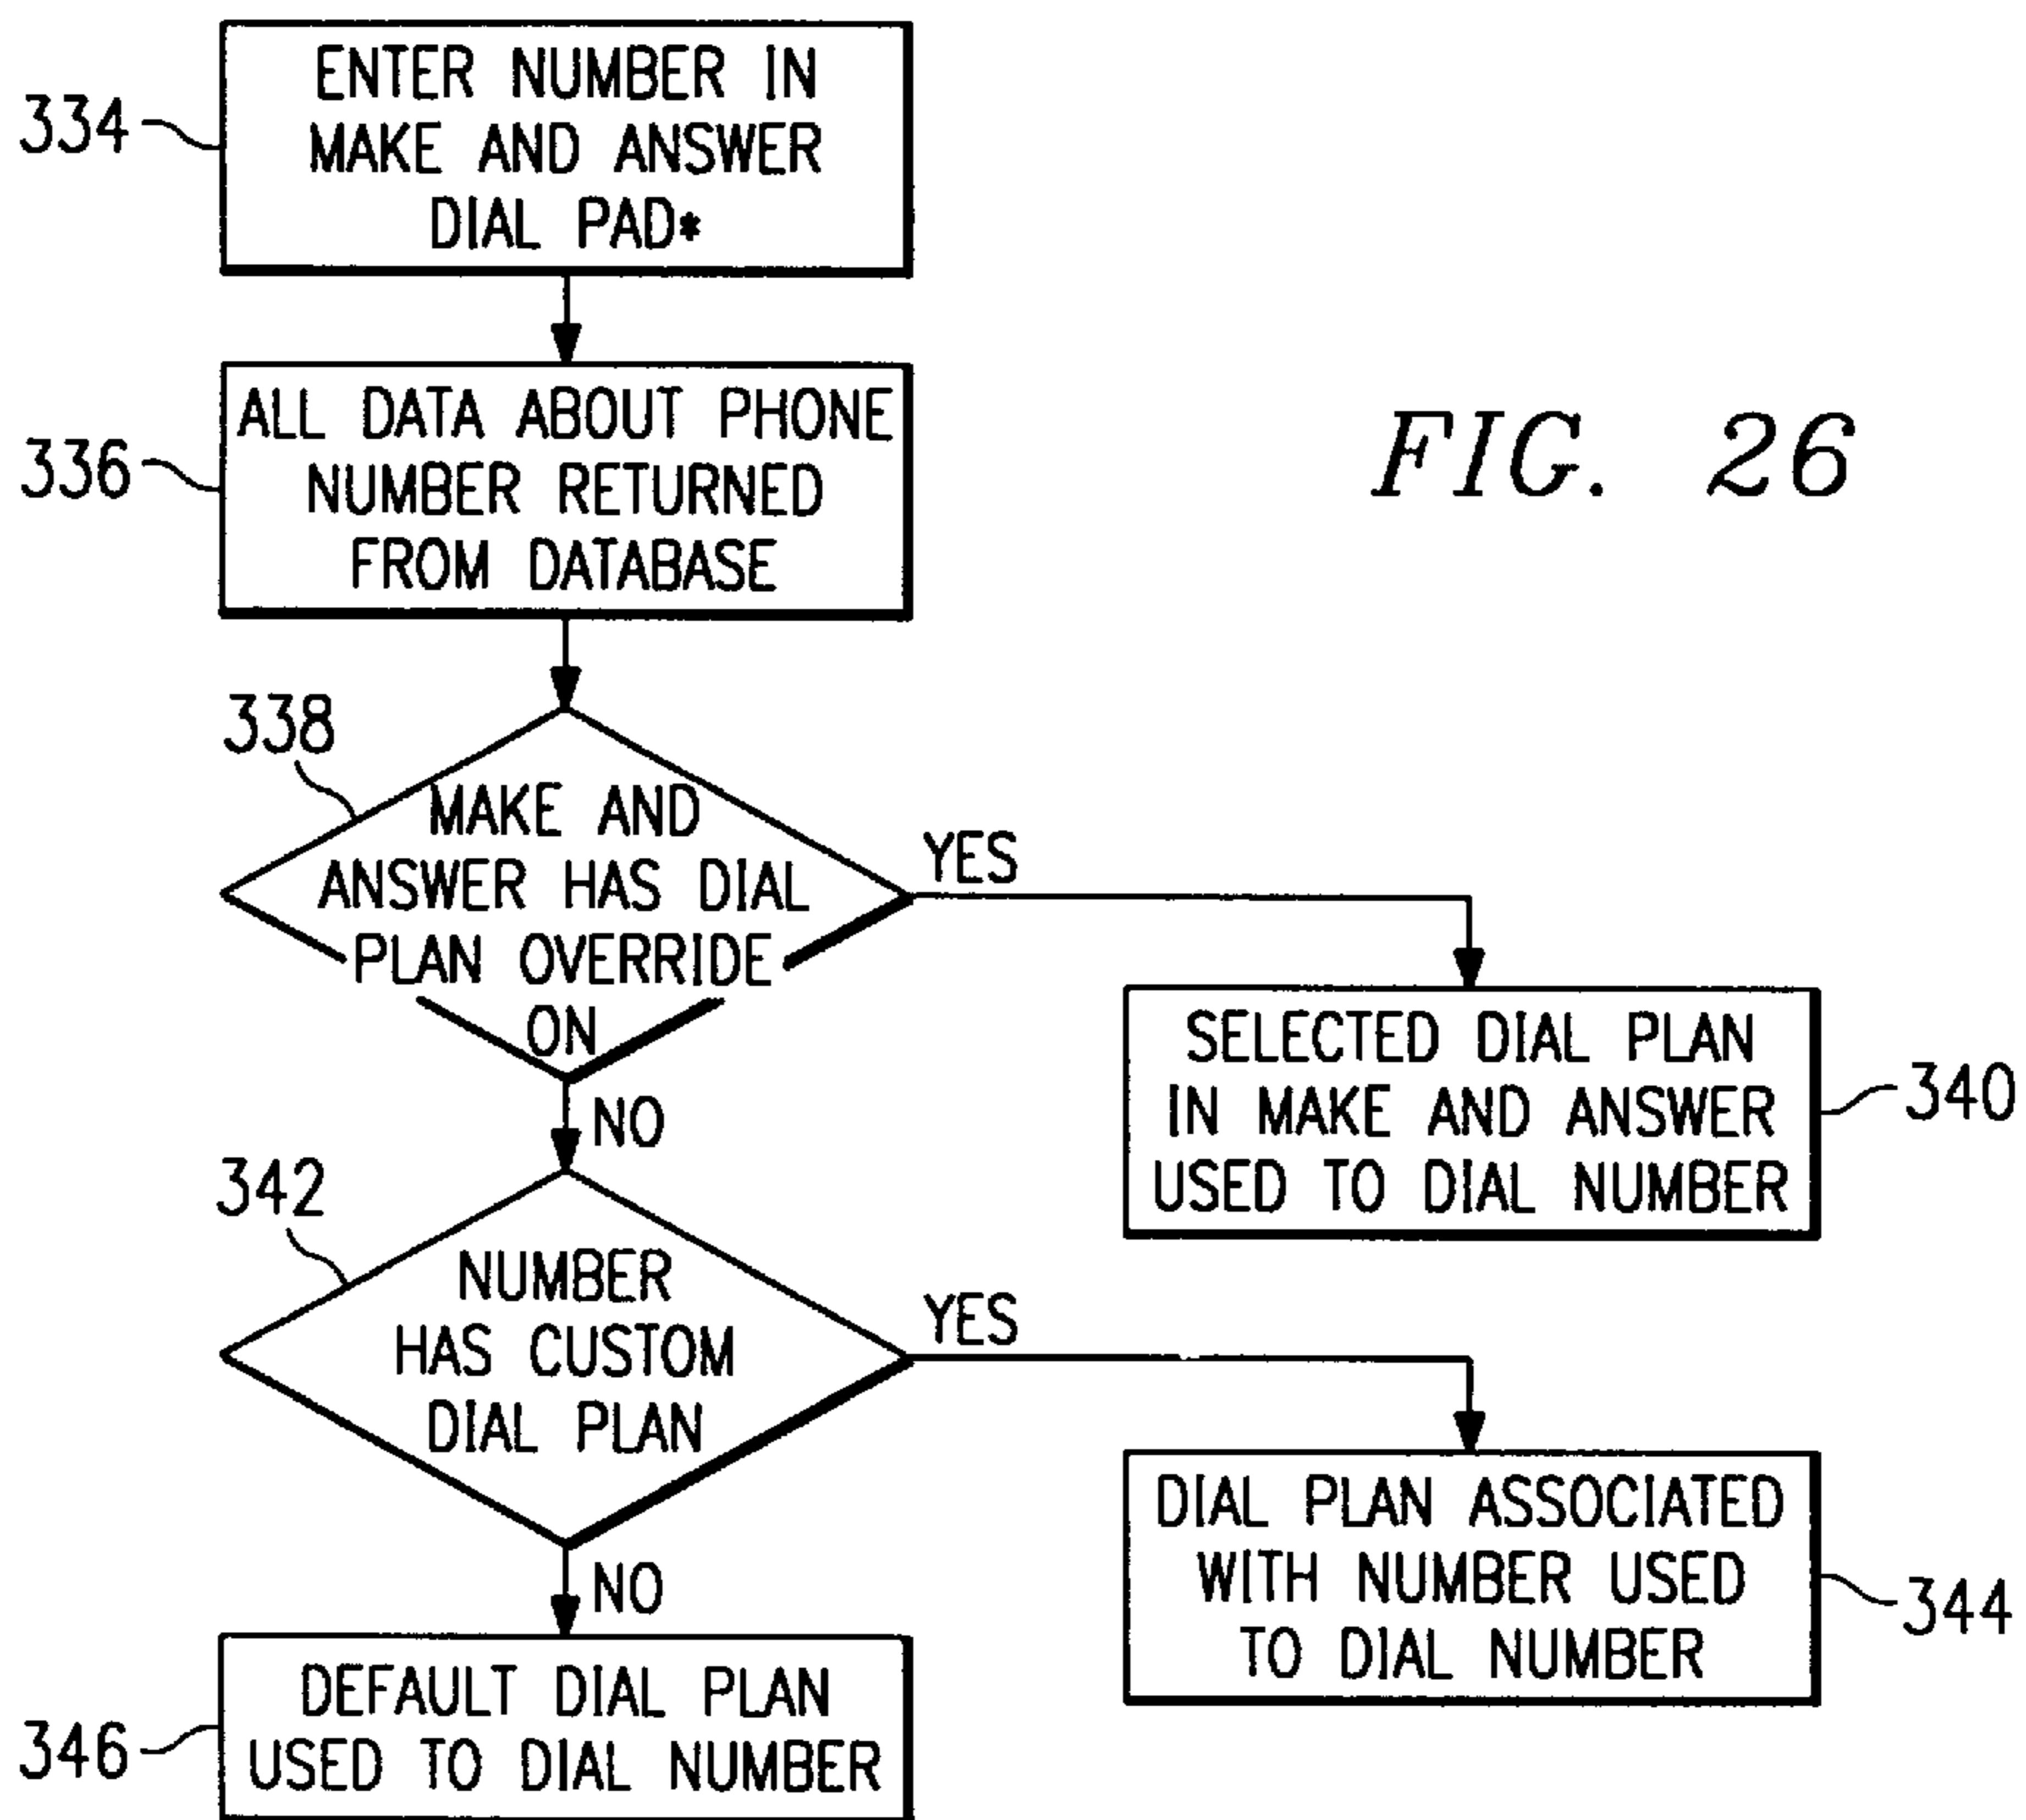 334
ENTER NUMBER IN
MAKE AND ANSWER
DIAL PAD*
336
ALL DATA ABOUT PHONE
NUMBER RETURNED
FROM DATABASE
FIG. 26
338
MAKE AND
ANSWER HAS DIAL
PLAN OVERRIDE
ON
YES
NO
SELECTED DIAL PLAN
IN MAKE AND ANSWER
USED TO DIAL NUMBER
340
342
NUMBER
HAS CUSTOM
DIAL PLAN
YES
NO
DIAL PLAN ASSOCIATED
WITH NUMBER USED
TO DIAL NUMBER
344
346
DEFAULT DIAL PLAN
USED TO DIAL NUMBER